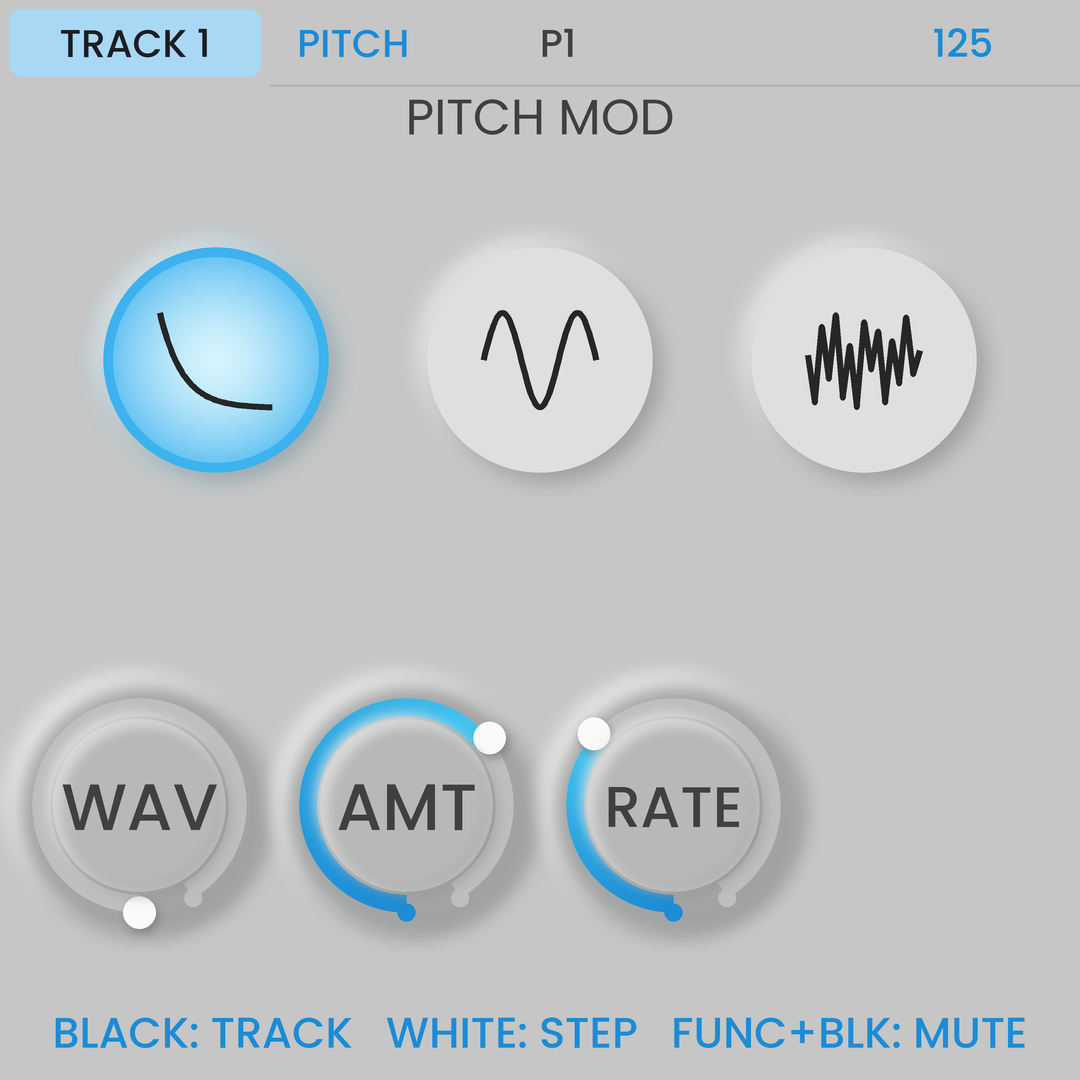 TRACK 1 PITCH P1 125
PITCH MOD
WAV AMT RATE
BLACK: TRACK WHITE: STEP FUNC+BLK: MUTE